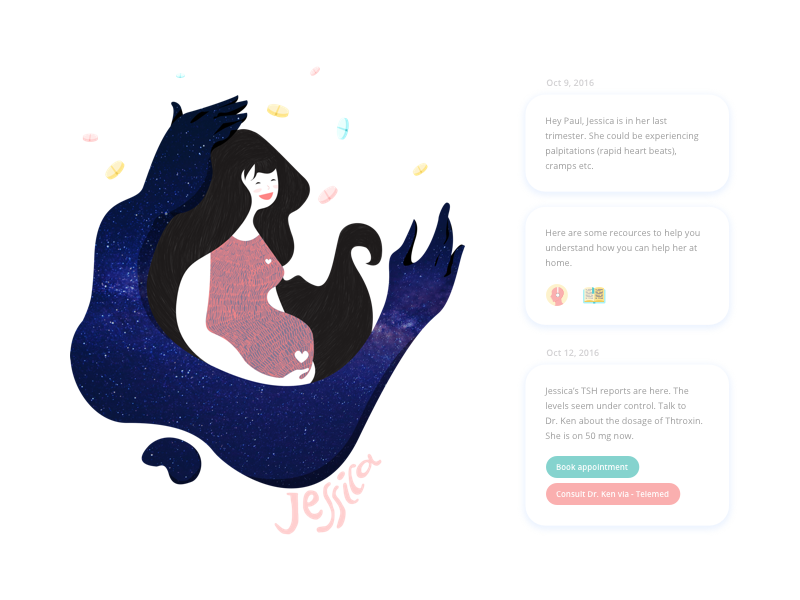 Oct 9, 2016
Hey Paul, Jessica is in her last
trimester. She could be experiencing
palpitations (rapid heart beats),
cramps etc.
Here are some recources to help you
understand how you can help her at
home.
Oct 12, 2016
Jessica's TSH reports are here. The
levels seem under control. Talk to
Dr. Ken about the dosage of Thtroxin.
She is on 50 mg now.
Book appointment
Consult Dr. Ken via - Telemed
Jessica